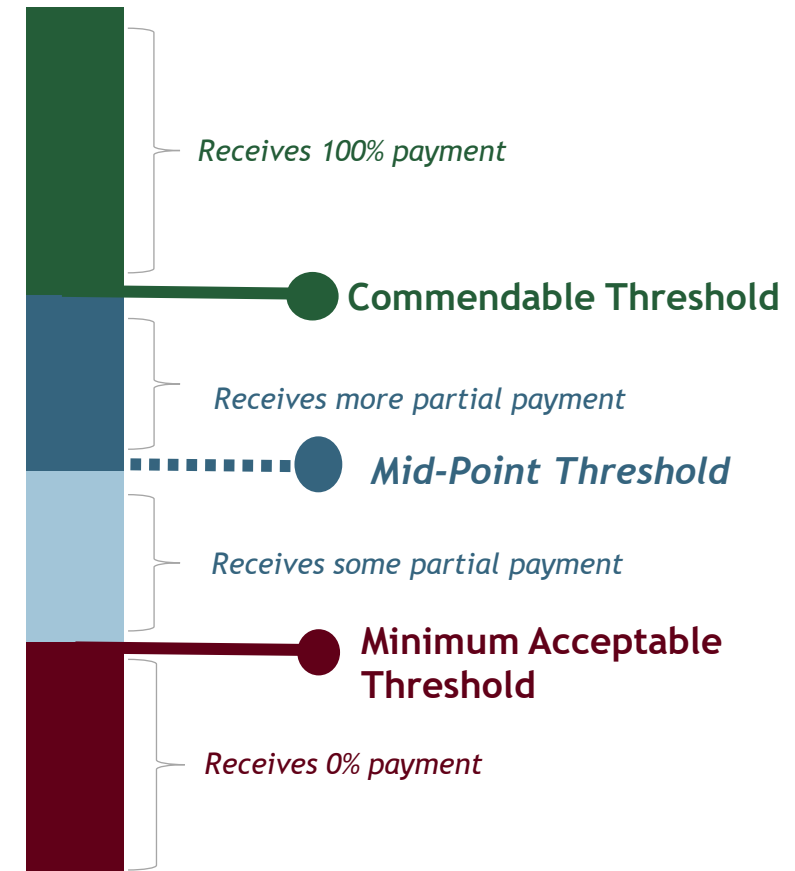 Receives 100% payment
Commendable Threshold
Receives more partial payment
Mid-Point Threshold
Receives some partial payment
Minimum Acceptable
Threshold
Receives 0% payment